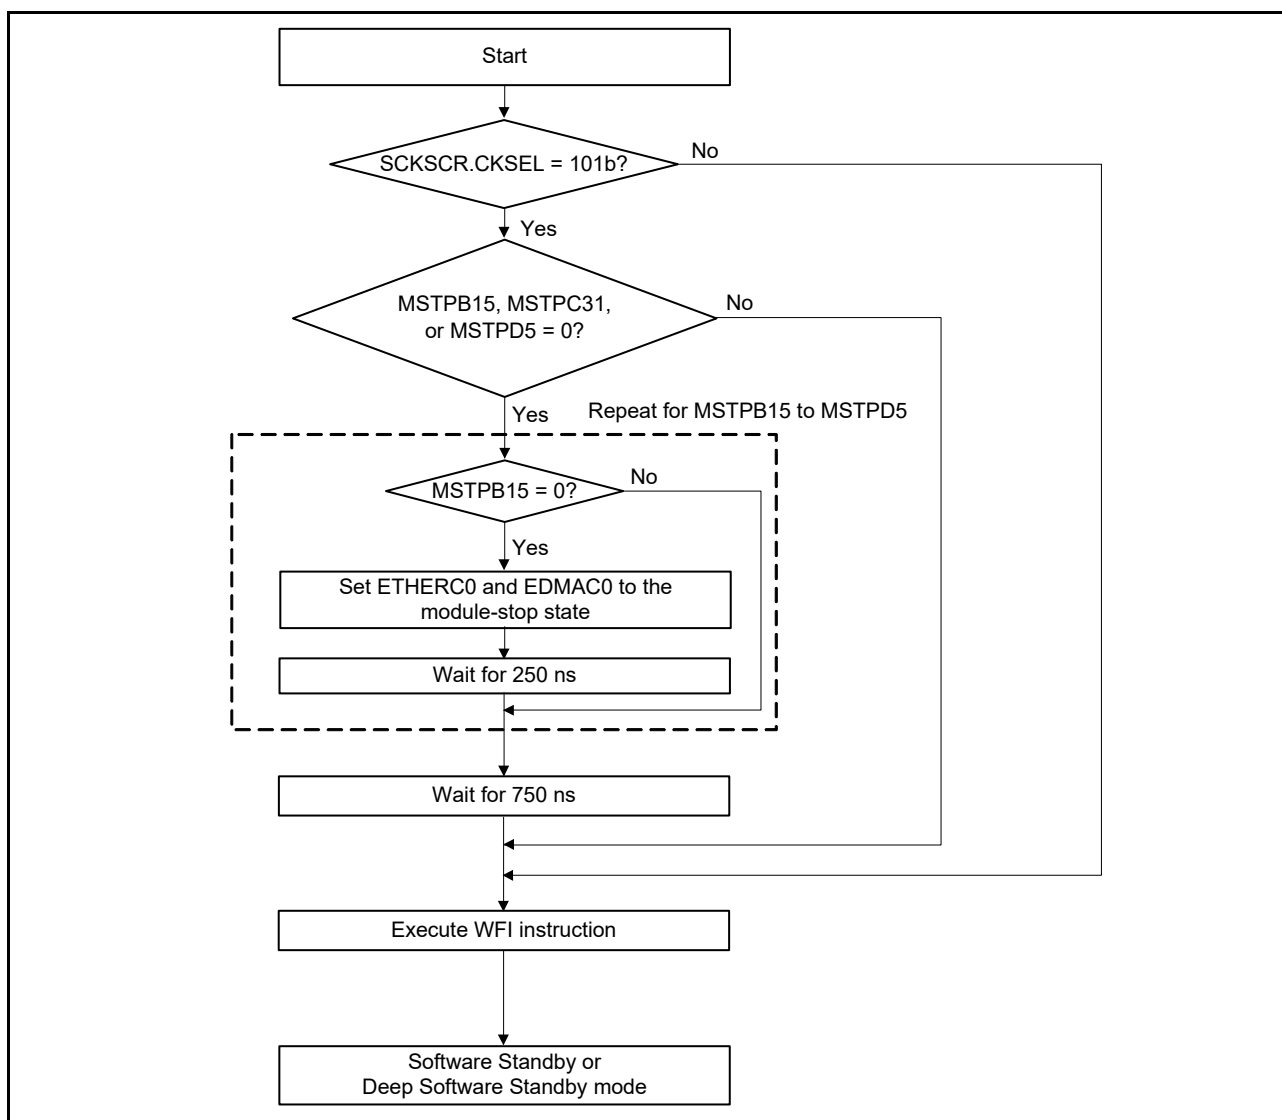 Start
SCKSCR.CKSEL = 101b?
No
Yes
MSTPB15, MSTPC31,
or MSTPD5 = 0?
No
Yes
Repeat for MSTPB15 to MSTPD5
MSTPB15 = 0?
No
Yes
Set ETHERC0 and EDMAC0 to the
module-stop state
Wait for 250 ns
Wait for 750 ns
Execute WFI instruction
Software Standby or
Deep Software Standby mode